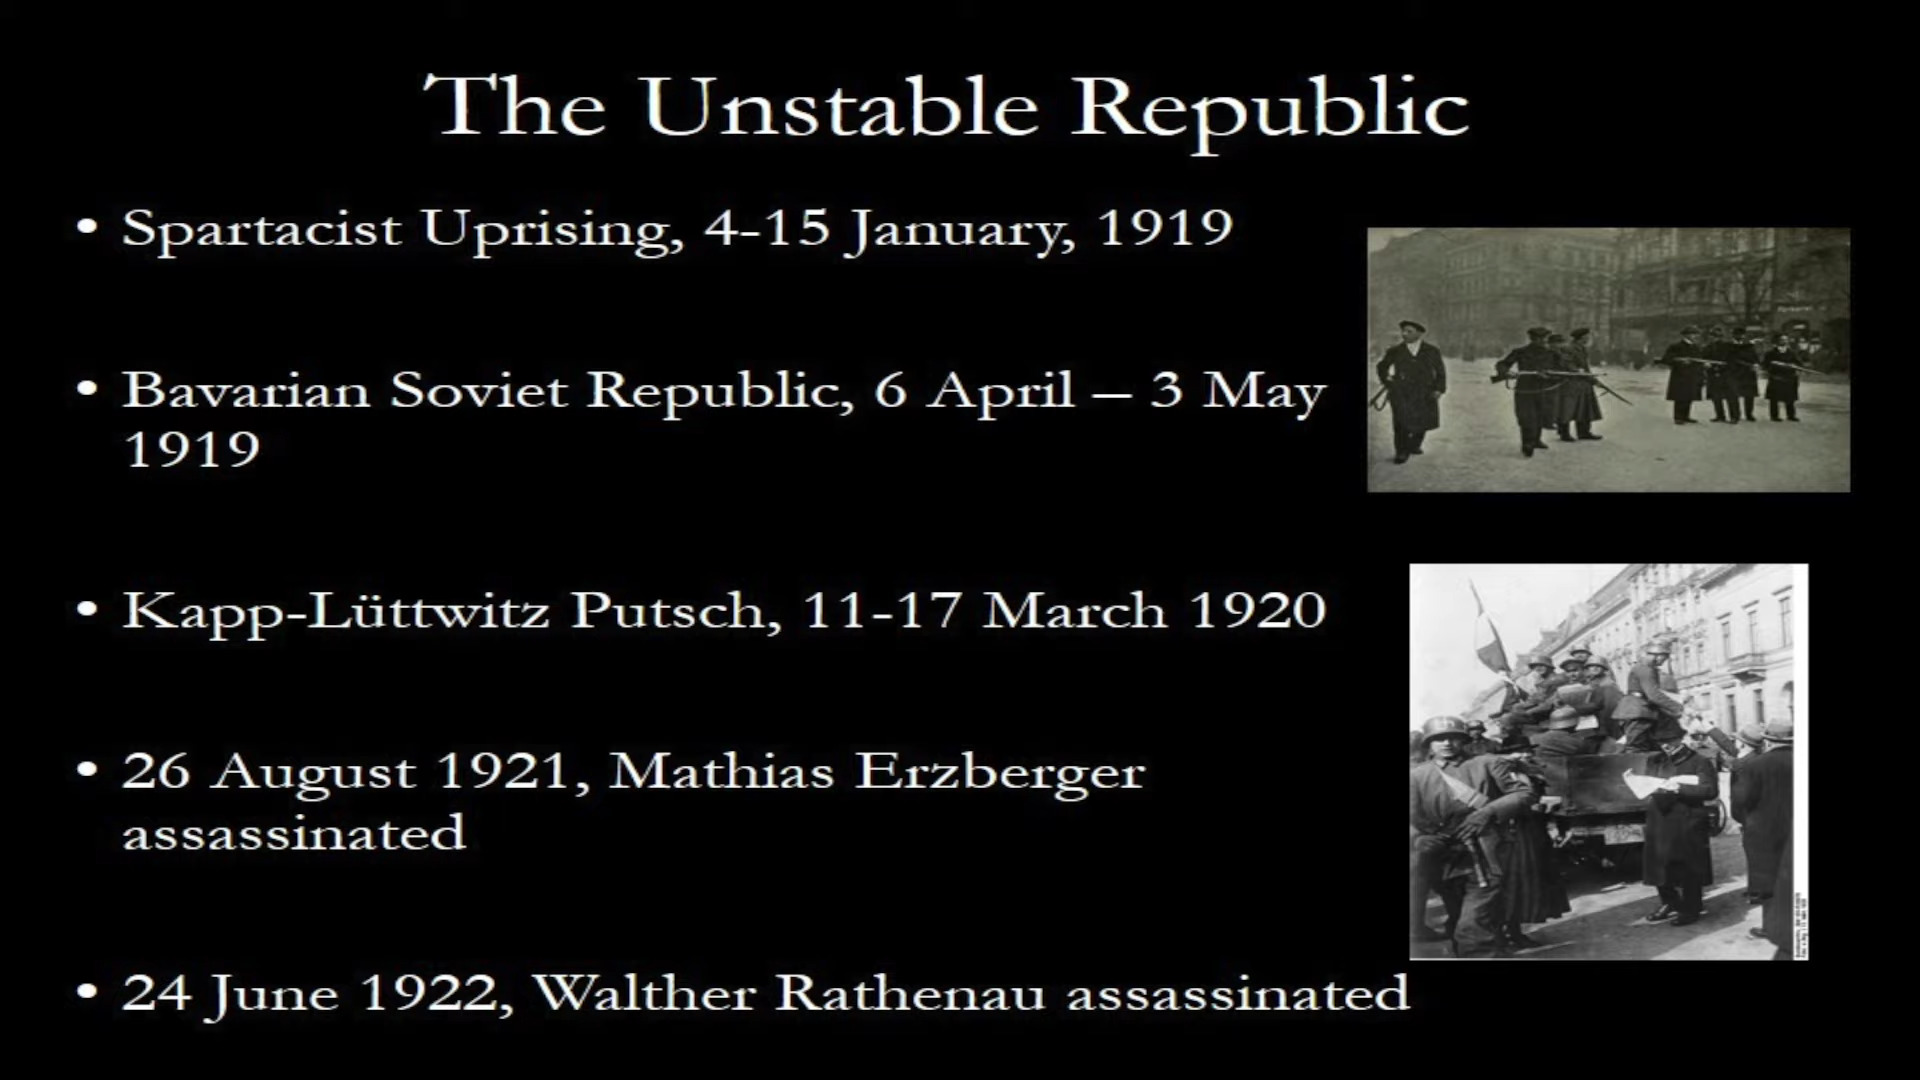 The Unstable Republic
• Spartacist Uprising, 4-15 January, 1919
• Bavarian Soviet Republic, 6 April – 3 May
1919
• Kapp-Lüttwitz Putsch, 11-17 March 1920
• 26 August 1921, Mathias Erzberger
assassinated
• 24 June 1922, Walther Rathenau assassinated